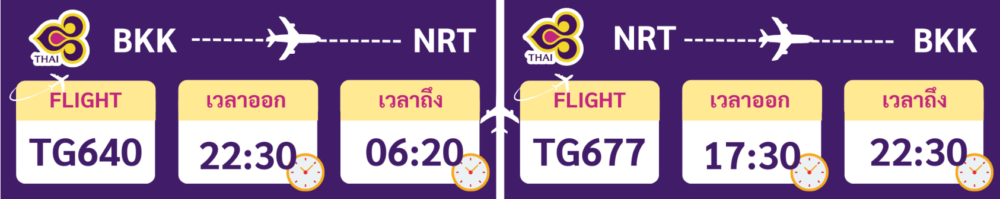 THAI
BKK
NRT
FLIGHT
เวลาออก
เวลาถึง
TG640
22:30
06:20
THAI
NRT
BKK
FLIGHT
เวลาออก
เวลาถึง
TG677
17:30
22:30